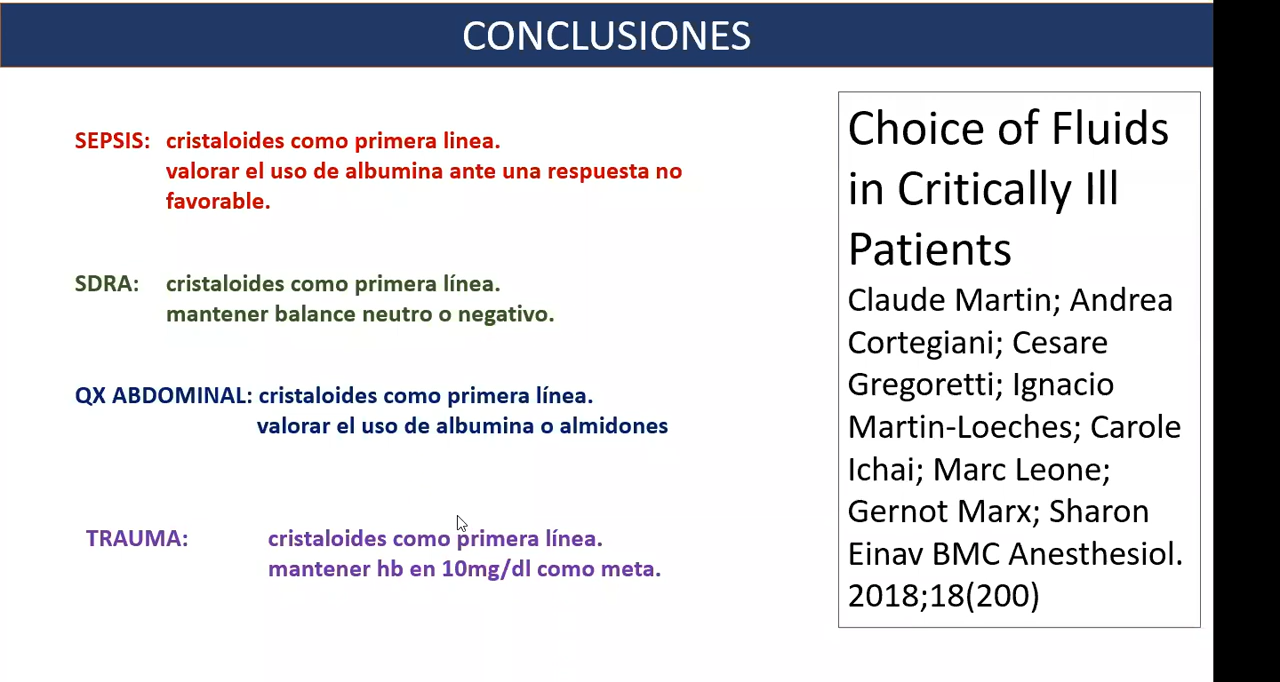 CONCLUSIONES
SEPSIS: cristaloides como primera linea.
valorar el uso de albumina ante una respuesta no
favorable.
SDRA: cristaloides como primera línea.
mantener balance neutro o negativo.
QX ABDOMINAL: cristaloides como primera línea.
valorar el uso de albumina o almidones
TRAUMA: cristaloides como primera línea.
mantener hb en 10mg/dl como meta.
Choice of Fluids
in Critically Ill
Patients
Claude Martin; Andrea
Cortegiani; Cesare
Gregoretti; Ignacio
Martin-Loeches; Carole
Ichai; Marc Leone;
Gernot Marx; Sharon
Einav BMC Anesthesiol.
2018;18(200)